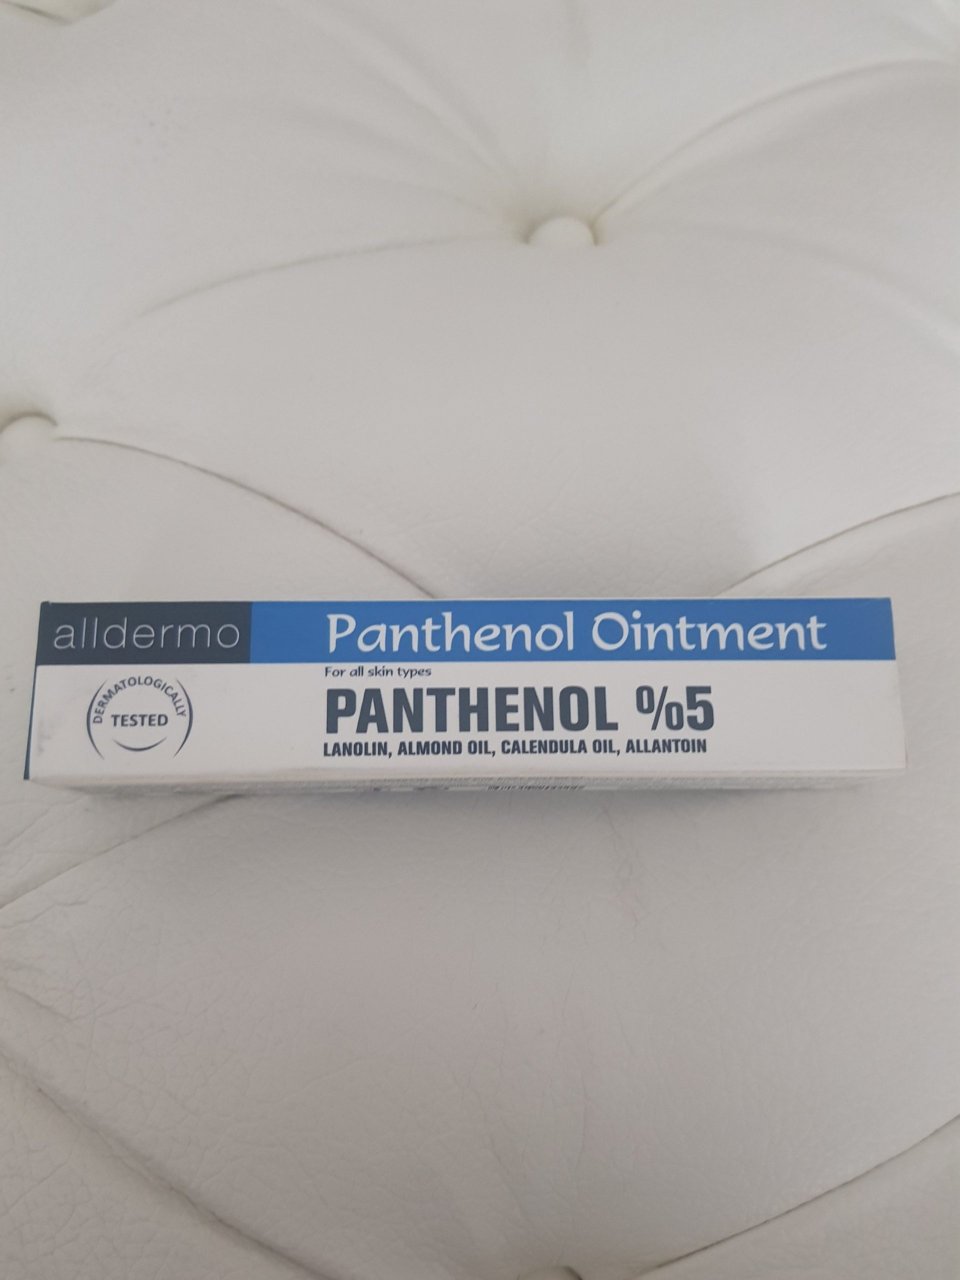 alldermo
Panthenol Ointment
For all skin types
DERMATOLOGICALLY
TESTED
PANTHENOL %5
LANOLIN, ALMOND OIL, CALENDULA OIL, ALLANTOIN